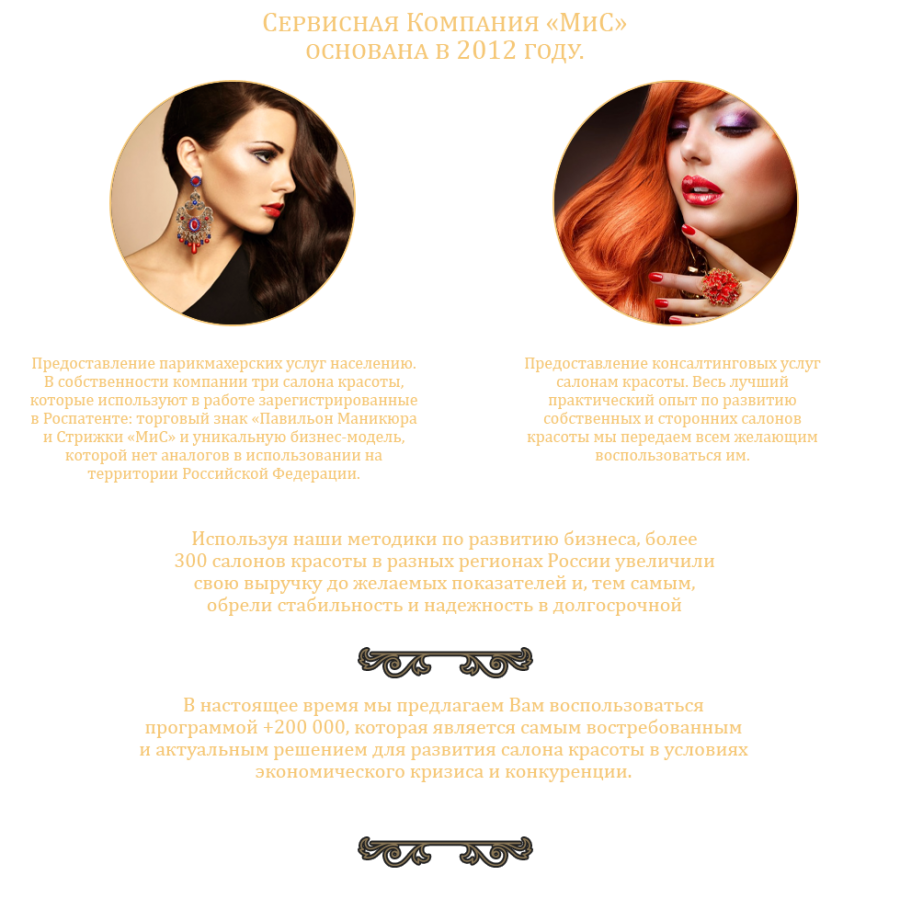 Сервисная Компания «МиС»
основана в 2012 году.
Предоставление парикмахерских услуг населению.
В собственности компании три салона красоты,
которые используют в работе зарегистрированные
в Роспатенте: торговый знак «Павильон Маникюра
и Стрижки «МиС» и уникальную бизнес-модель,
которой нет аналогов в использовании на
территории Российской Федерации.
Предоставление консалтинговых услуг
салонам красоты. Весь лучший
практический опыт по развитию
собственных и сторонних салонов
красоты мы передаем всем желающим
воспользоваться им.
Используя наши методики по развитию бизнеса, более
300 салонов красоты в разных регионах России увеличили
свою выручку до желаемых показателей и, тем самым,
обрели стабильность и надежность в долгосрочной
В настоящее время мы предлагаем Вам воспользоваться
программой +200 000, которая является самым востребованным
и актуальным решением для развития салона красоты в условиях
экономического кризиса и конкуренции.